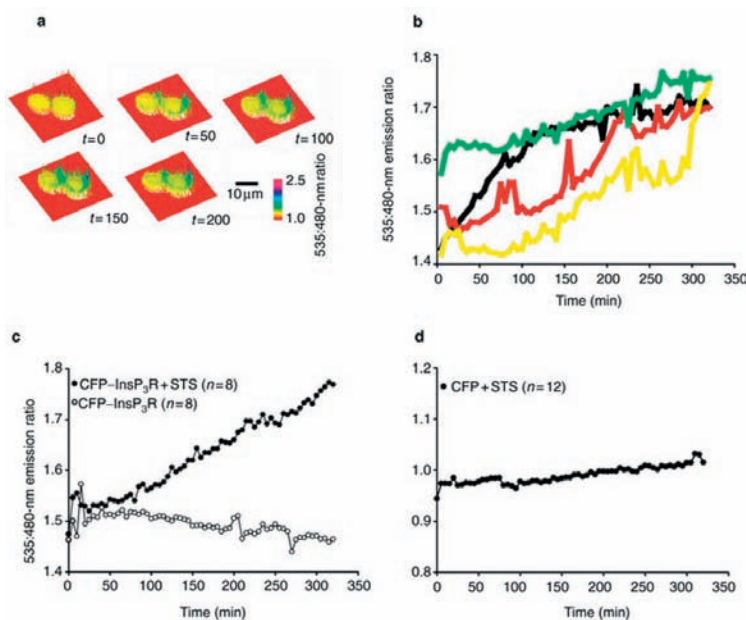 a
t=0
t=50
t=100
t=150
t=200
10 μm
2.5
1.0
535:480-nm ratio
b
535:480-nm emission ratio
1.8
1.7
1.6
1.5
1.4
0 50 100 150 200 250 300 350
Time (min)
c
535:480-nm emission ratio
1.8
1.7
1.6
1.5
1.4
CFP–InsP₃R + STS (n=8)
CFP–InsP₃R (n=8)
0 50 100 150 200 250 300 350
Time (min)
d
1.2
1.1
1.0
0.9
0.8
CFP + STS (n=12)
0 50 100 150 200 250 300 350
Time (min)